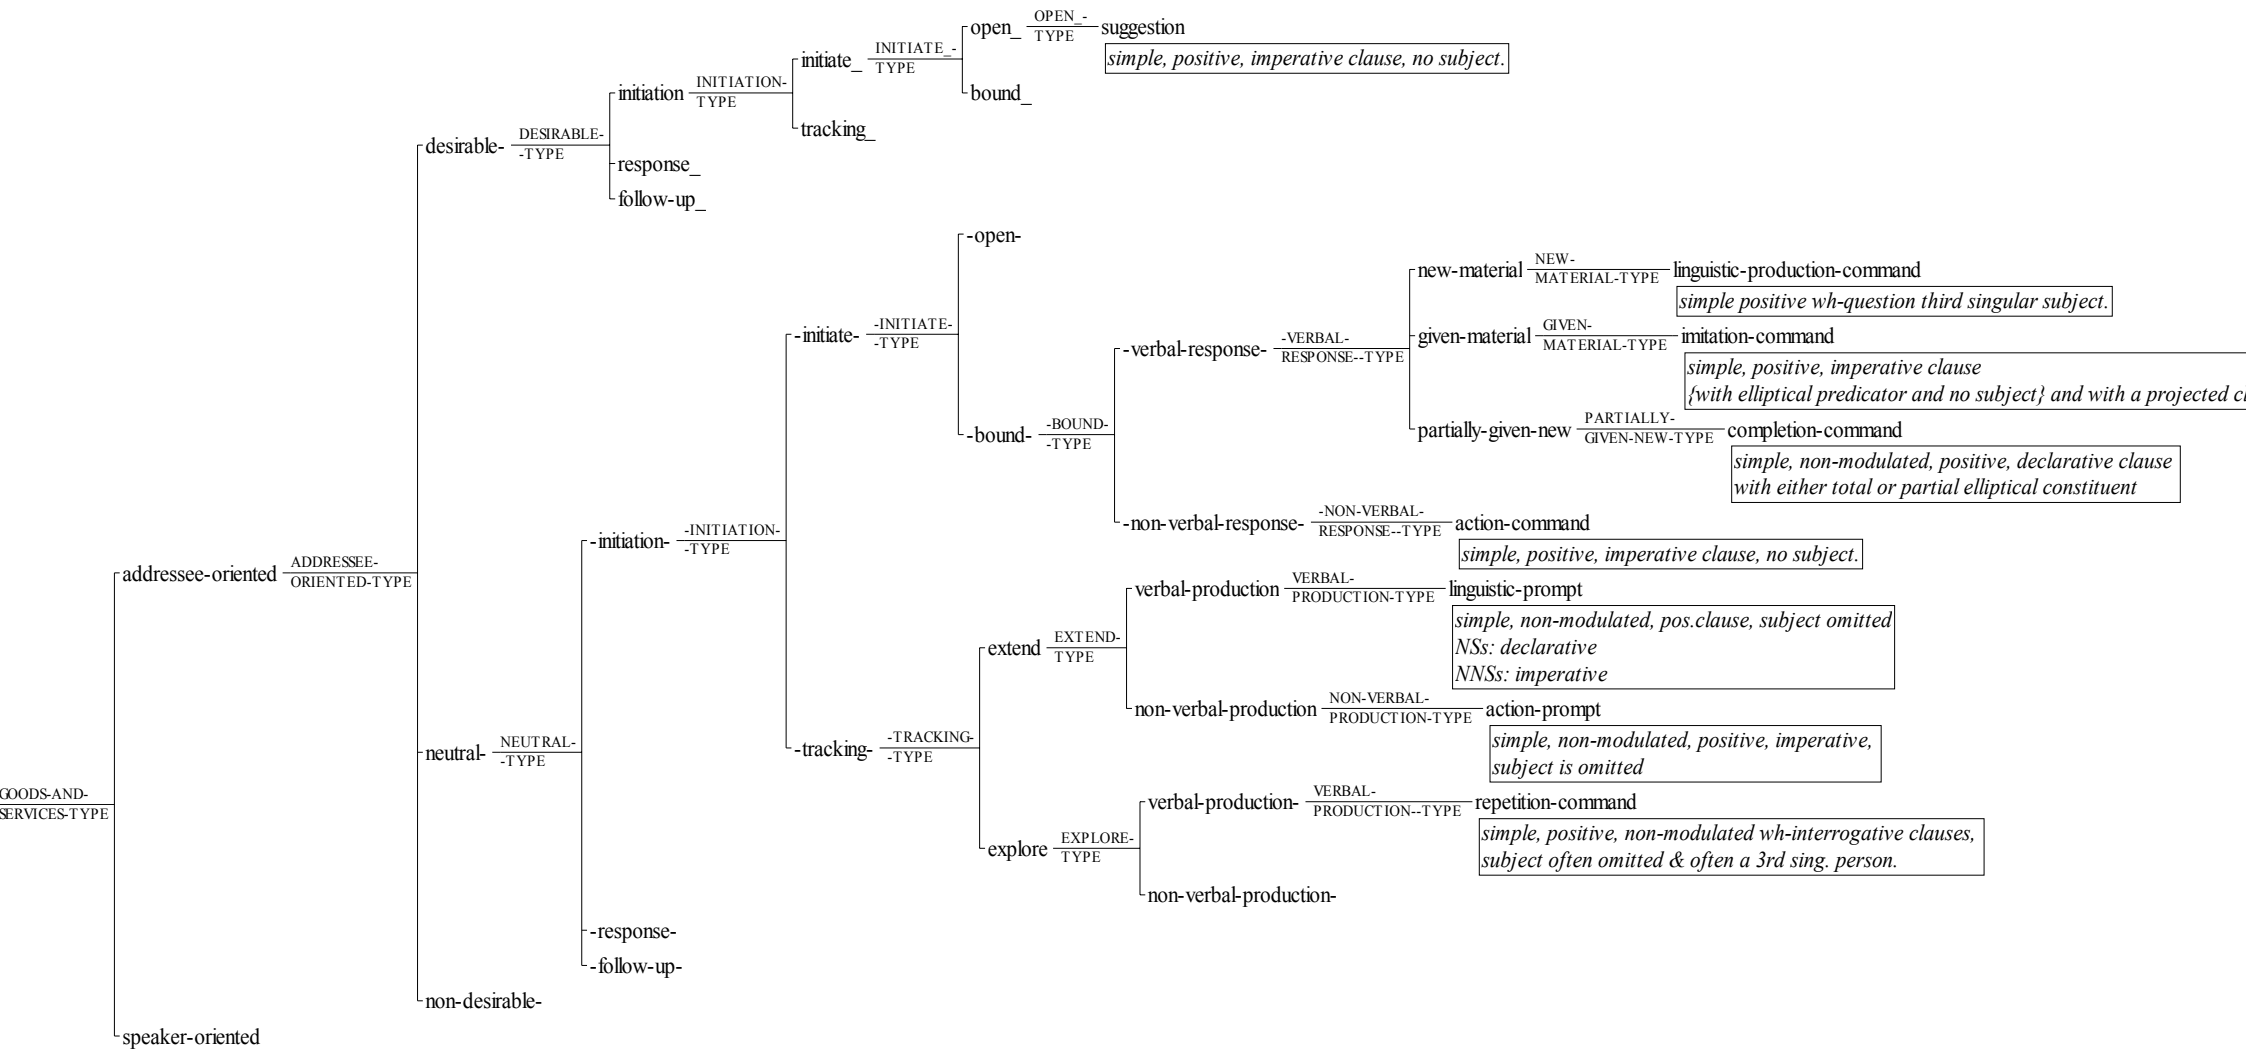 open_ OPEN_-
TYPE suggestion
simple, positive, imperative clause, no subject.
initiate_ INITIATE_-
TYPE
bound_
initiation INITIATION-
TYPE
tracking_
desirable- DESIRABLE-
-TYPE
response_
follow-up_
-open-
new-material NEW-
MATERIAL-TYPE linguistic-production-command
simple positive wh-question third singular subject.
-initiate- -INITIATE-
-TYPE
given-material GIVEN-
MATERIAL-TYPE imitation-command
-verbal-response- -VERBAL-
RESPONSE--TYPE
simple, positive, imperative clause
{with elliptical predicator and no subject} and with a projected
-bound- -BOUND-
-TYPE
partially-given-new PARTIALLY-
GIVEN-NEW-TYPE completion-command
simple, non-modulated, positive, declarative clause
with either total or partial elliptical constituent
-non-verbal-response- -NON-VERBAL-
RESPONSE--TYPE action-command
simple, positive, imperative clause, no subject.
-initiation- -INITIATION-
-TYPE
addressee-oriented ADDRESSEE-
ORIENTED-TYPE
verbal-production VERBAL-
PRODUCTION-TYPE linguistic-prompt
simple, non-modulated, pos.clause, subject omitted
NSs: declarative
NNSs: imperative
extend EXTEND-
TYPE
non-verbal-production NON-VERBAL-
PRODUCTION-TYPE action-prompt
simple, non-modulated, positive, imperative,
subject is omitted
-tracking- -TRACKING-
-TYPE
neutral- NEUTRAL-
-TYPE
GOODS-AND-
SERVICES-TYPE
verbal-production- VERBAL-
PRODUCTION--TYPE repetition-command
simple, positive, non-modulated wh-interrogative clauses,
subject often omitted & often a 3rd sing. person.
explore EXPLORE-
TYPE
non-verbal-production-
-response-
-follow-up-
non-desirable-
speaker-oriented